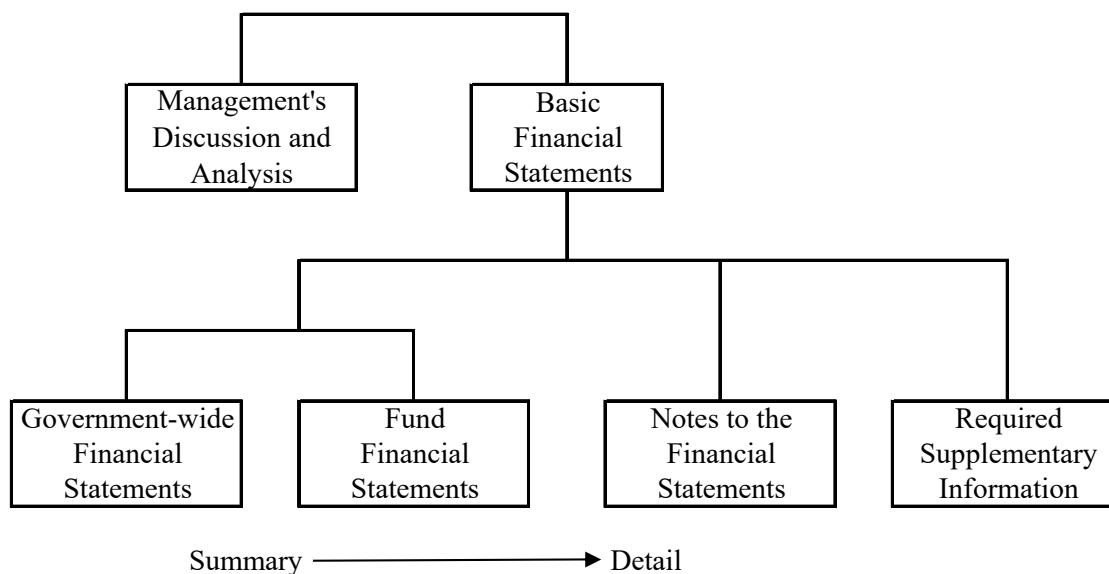 Management's
Discussion and
Analysis
Basic
Financial
Statements
Government-wide
Financial
Statements
Fund
Financial
Statements
Notes to the
Financial
Statements
Required
Supplementary
Information
Summary Detail